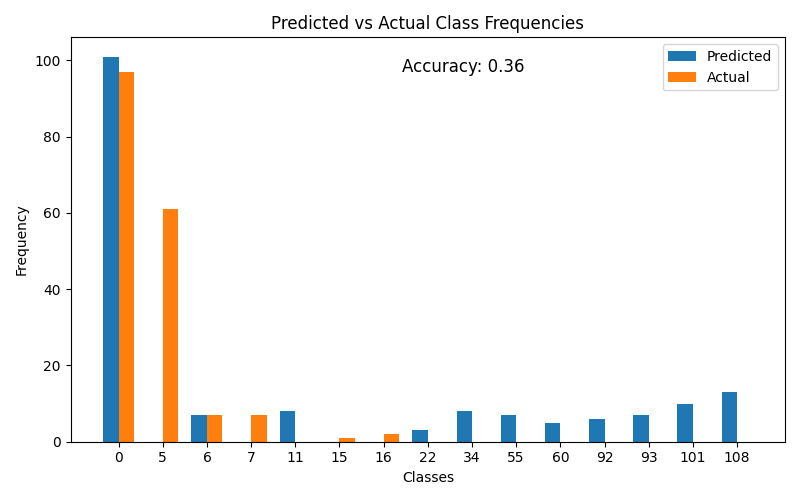 Predicted vs Actual Class Frequencies
Accuracy: 0.36
Predicted
Actual
Frequency
100
80
60
40
20
0
0 5 6 7 11 15 16 22 34 55 60 92 93 101 108
Classes